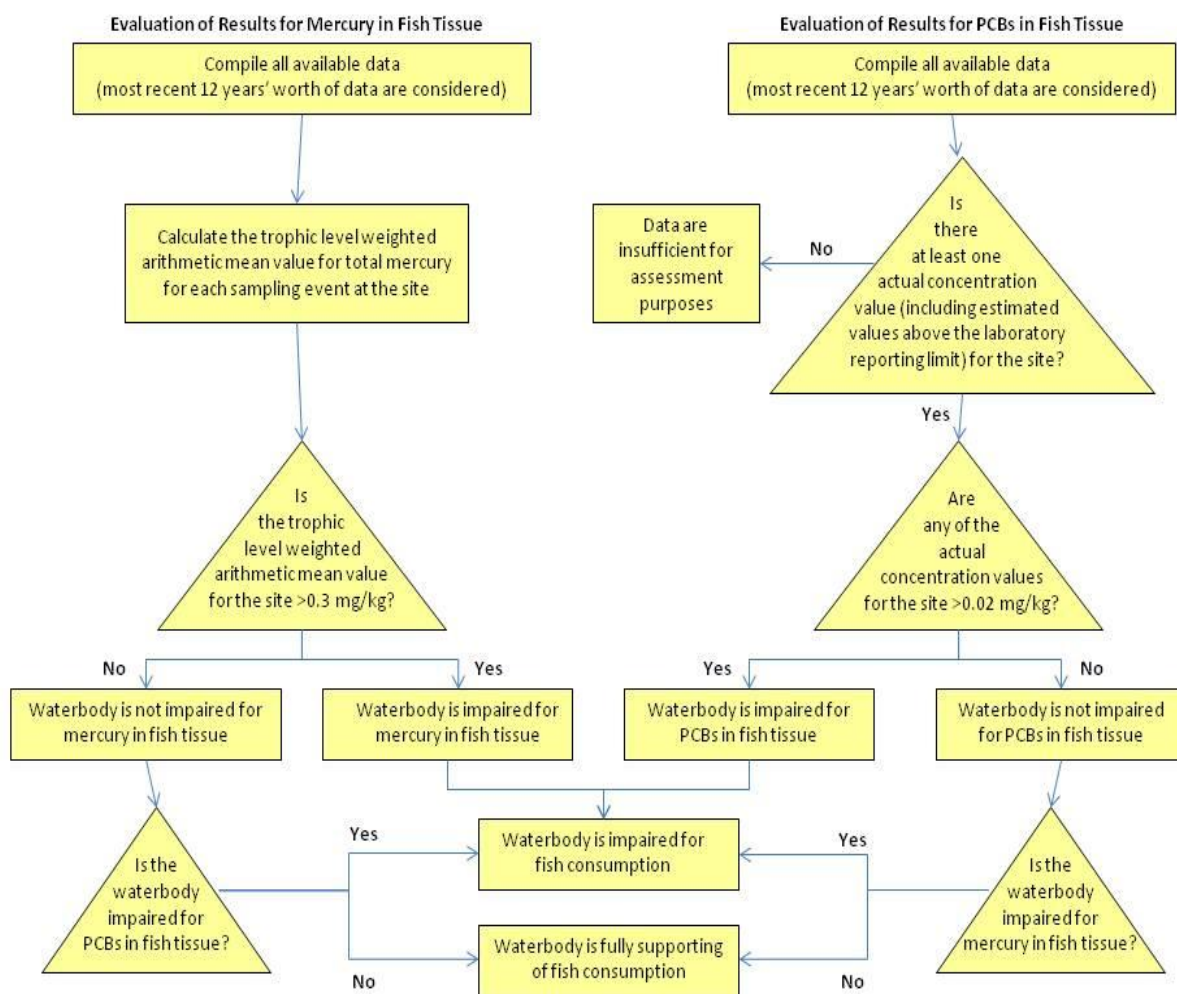 Evaluation of Results for Mercury in Fish Tissue
Compile all available data
(most recent 12 years' worth of data are considered)
Calculate the trophic level weighted
arithmetic mean value for total mercury
for each sampling event at the site
Is
the trophic
level weighted
arithmetic mean value
for the site >0.3 mg/kg?
No
Yes
Waterbody is not impaired for
mercury in fish tissue
Waterbody is impaired for
mercury in fish tissue
Is the
waterbody
impaired for
PCBs in fish tissue?
Yes
No
Evaluation of Results for PCBs in Fish Tissue
Compile all available data
(most recent 12 years' worth of data are considered)
Is
there
at least one
actual concentration
value (including estimated
values above the laboratory
reporting limit) for the site?
No
Data are
insufficient for
assessment
purposes
Yes
Are
any of the
actual
concentration values
for the site >0.02 mg/kg?
Yes
No
Waterbody is impaired for
PCBs in fish tissue
Waterbody is not impaired
for PCBs in fish tissue
Is the
waterbody
impaired for
mercury in fish tissue?
Yes
No
Waterbody is impaired for
fish consumption
Waterbody is fully supporting
of fish consumption